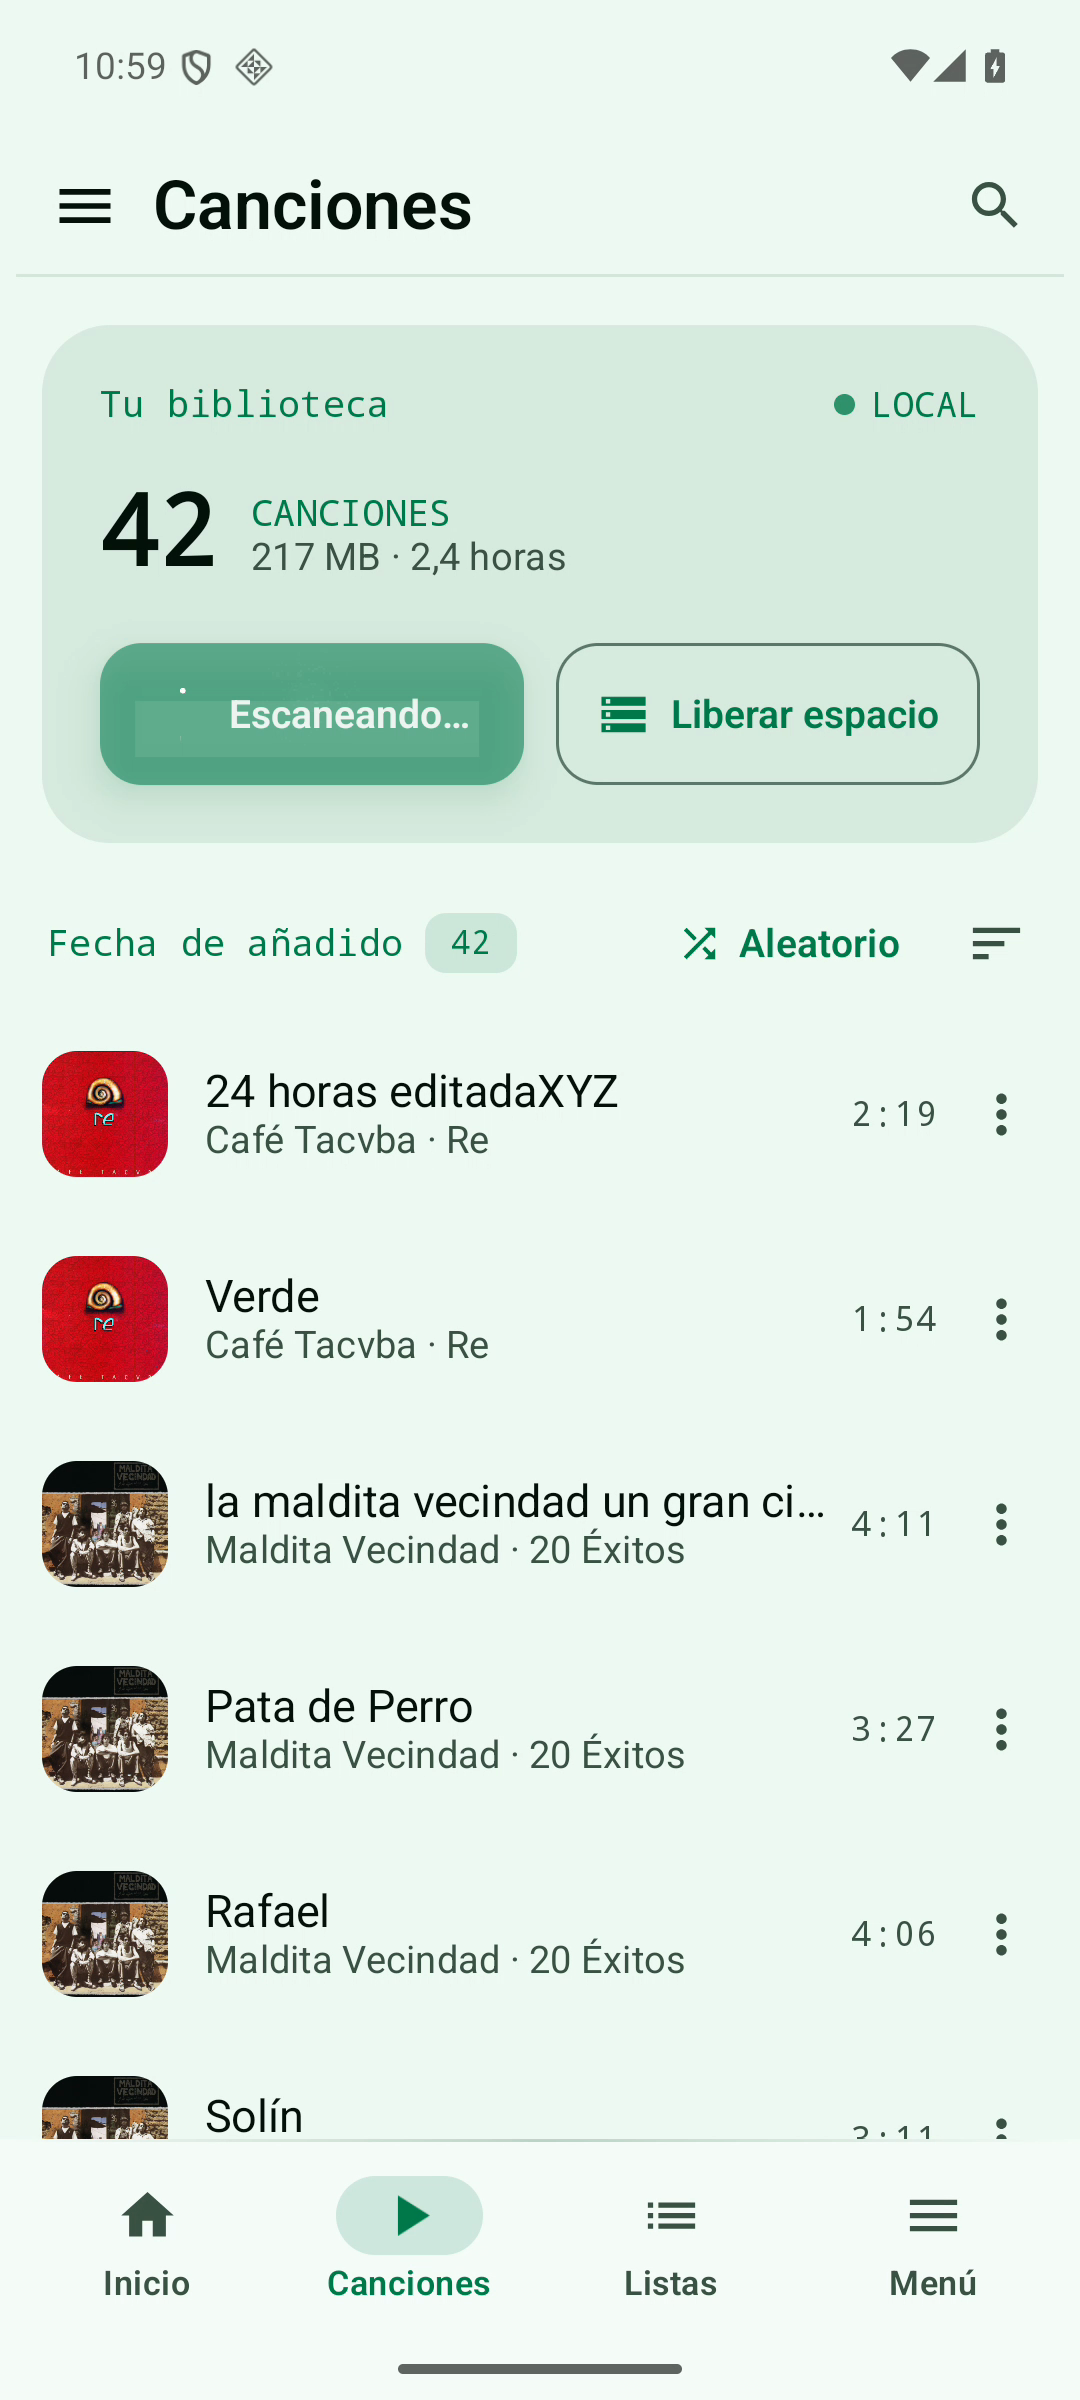 10:59
Canciones
Tu biblioteca
LOCAL
42
CANCIONES
217 MB · 2,4 horas
Escaneando…
Liberar espacio
Fecha de añadido 42
Aleatorio
24 horas editadaXYZ
Café Tacvba · Re
2:19
Verde
Café Tacvba · Re
1:54
la maldita vecindad un gran ci…
Maldita Vecindad · 20 Éxitos
4:11
Pata de Perro
Maldita Vecindad · 20 Éxitos
3:27
Rafael
Maldita Vecindad · 20 Éxitos
4:06
Solín
3:11
Inicio
Canciones
Listas
Menú